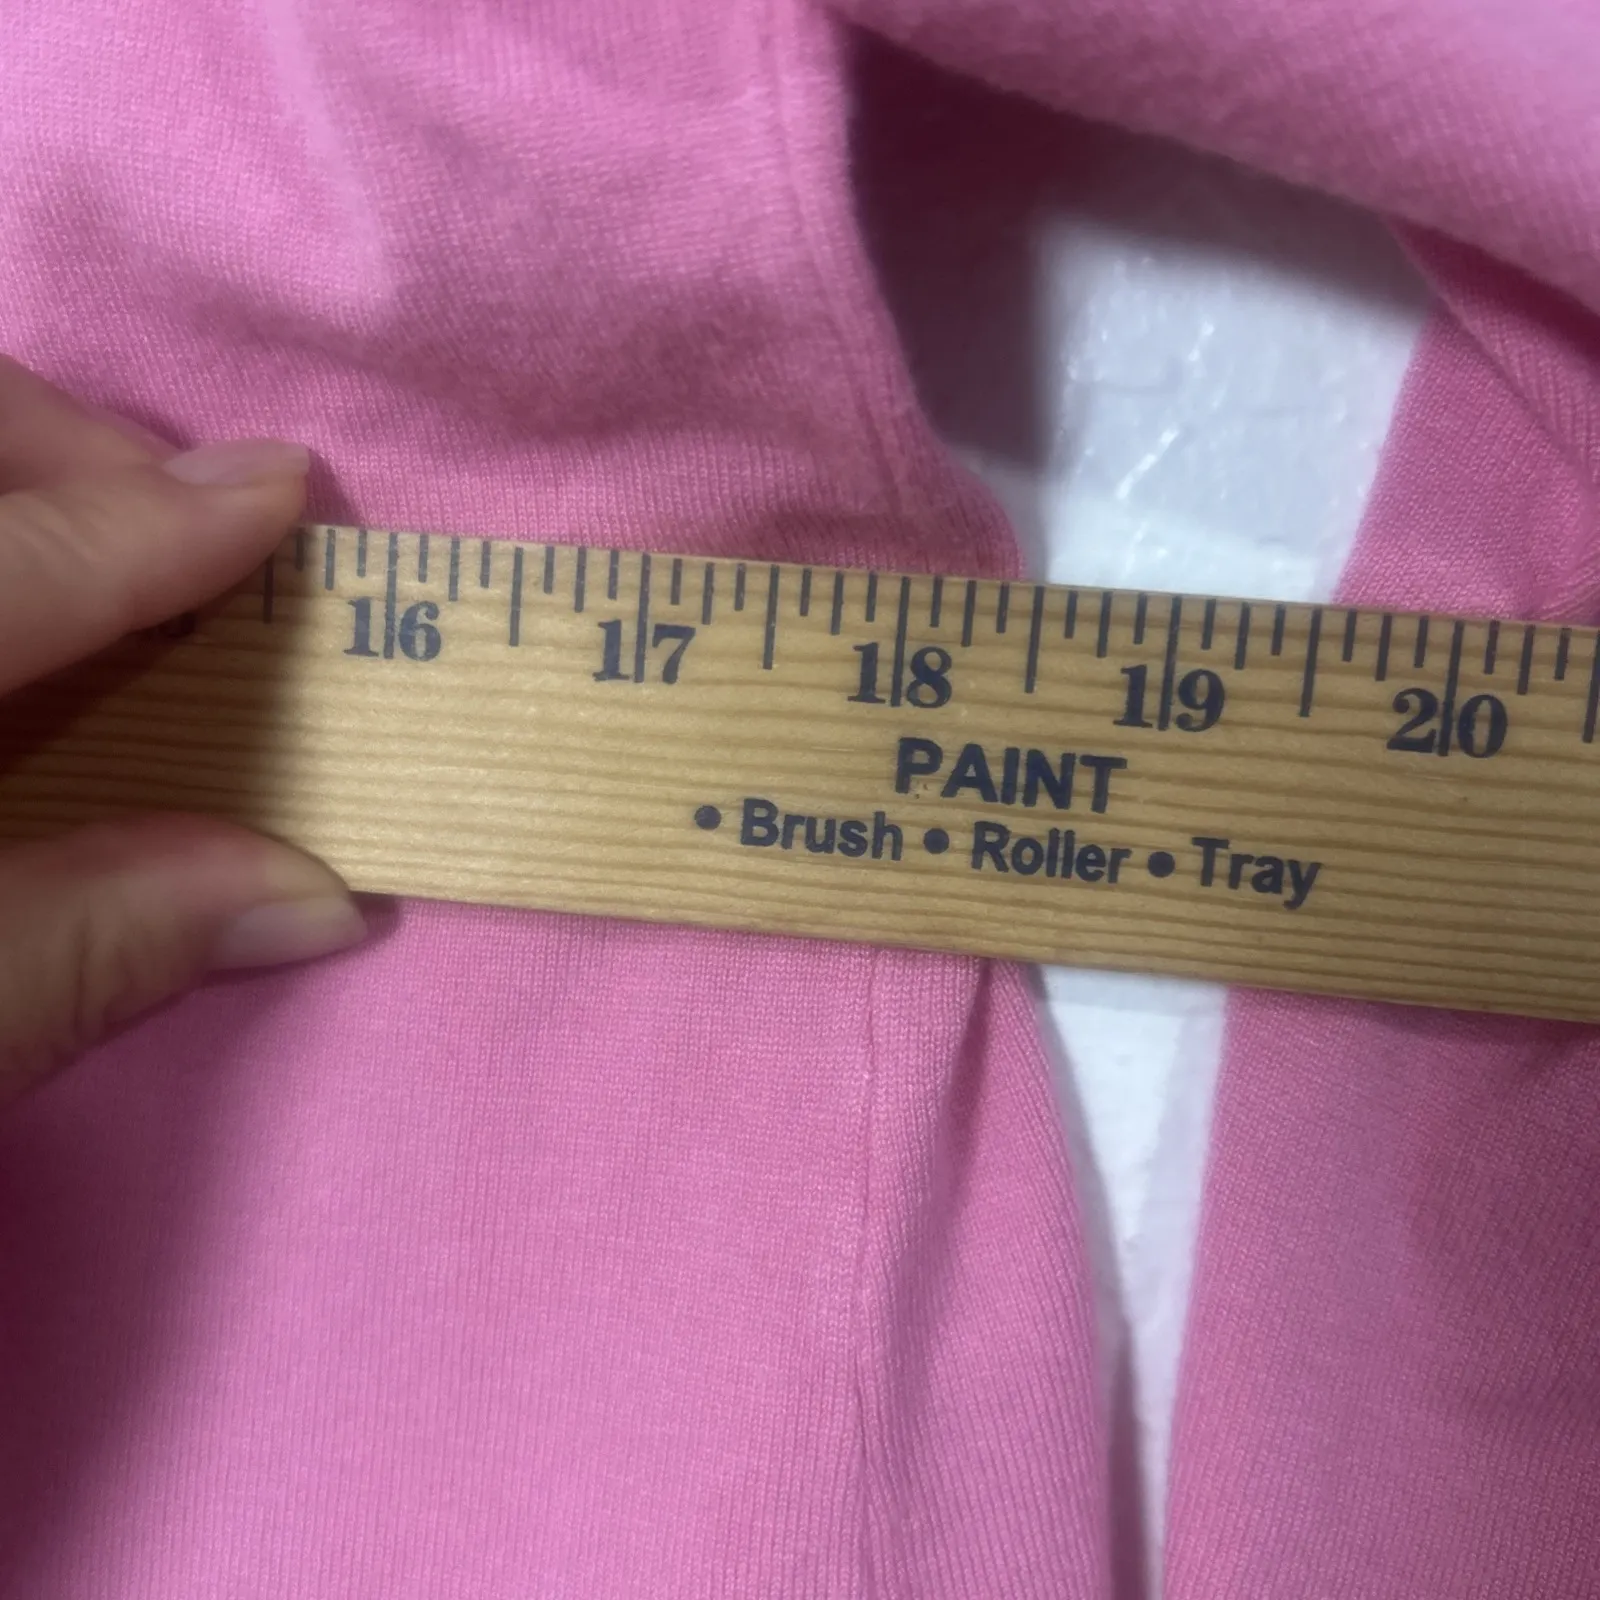 16 17 18 19 20
PAINT
• Brush • Roller • Tray